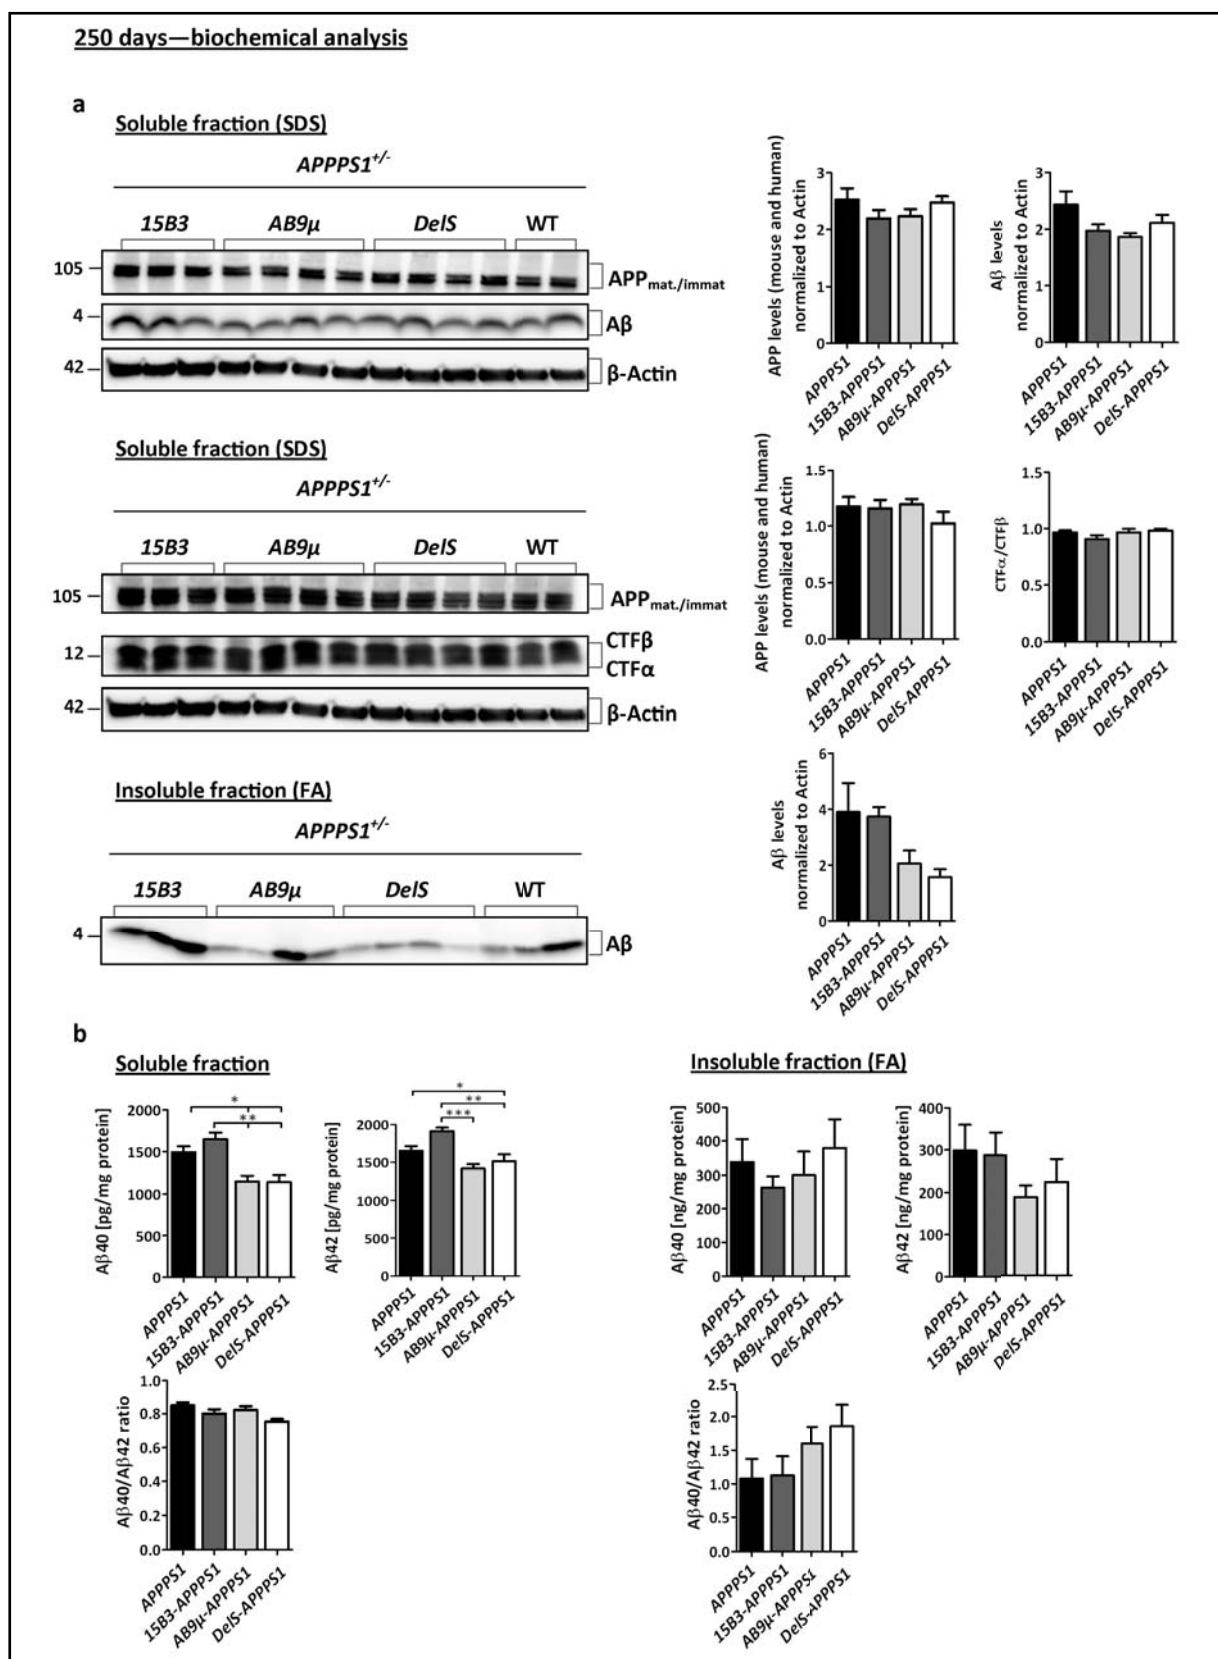 250 days—biochemical analysis
a
Soluble fraction (SDS)
APPPS1+/-
15B3 AB9μ DelS WT
105
APPmat./immat
4
Aβ
42
β-Actin
APP levels (mouse and human)
normalized to Actin
3
2
1
0
APPPS1
15B3-APPPS1
AB9μ-APPPS1
DelS-APPPS1
Aβ levels
normalized to Actin
3
2
1
0
APPPS1
15B3-APPPS1
AB9μ-APPPS1
DelS-APPPS1
Soluble fraction (SDS)
APPPS1+/-
15B3 AB9μ DelS WT
105
APPmat./immat
12
CTFβ
CTFα
42
β-Actin
APP levels (mouse and human)
normalized to Actin
1.5
1.0
0.5
0.0
APPPS1
15B3-APPPS1
AB9μ-APPPS1
DelS-APPPS1
CTFα/CTFβ
1.5
1.0
0.5
0.0
APPPS1
15B3-APPPS1
AB9μ-APPPS1
DelS-APPPS1
Insoluble fraction (FA)
APPPS1+/-
15B3 AB9μ DelS WT
4
Aβ
Aβ levels
normalized to Actin
6
4
2
0
APPPS1
15B3-APPPS1
AB9μ-APPPS1
DelS-APPPS1
b
Soluble fraction
Aβ40 [pg/mg protein]
2000
1500
1000
500
0
*
**
APPPS1
15B3-APPPS1
AB9μ-APPPS1
DelS-APPPS1
Aβ42 [pg/mg protein]
2000
1500
1000
500
0
*
**
***
APPPS1
15B3-APPPS1
AB9μ-APPPS1
DelS-APPPS1
Aβ40/Aβ42 ratio
1.0
0.8
0.6
0.4
0.2
0.0
APPPS1
15B3-APPPS1
AB9μ-APPPS1
DelS-APPPS1
Insoluble fraction (FA)
Aβ40 [ng/mg protein]
500
400
300
200
100
0
APPPS1
15B3-APPPS1
AB9μ-APPPS1
DelS-APPPS1
Aβ42 [ng/mg protein]
400
300
200
100
0
APPPS1
15B3-APPPS1
AB9μ-APPPS1
DelS-APPPS1
Aβ40/Aβ42 ratio
2.5
2.0
1.5
1.0
0.5
0.0
APPPS1
15B3-APPPS1
AB9μ-APPPS1
DelS-APPPS1